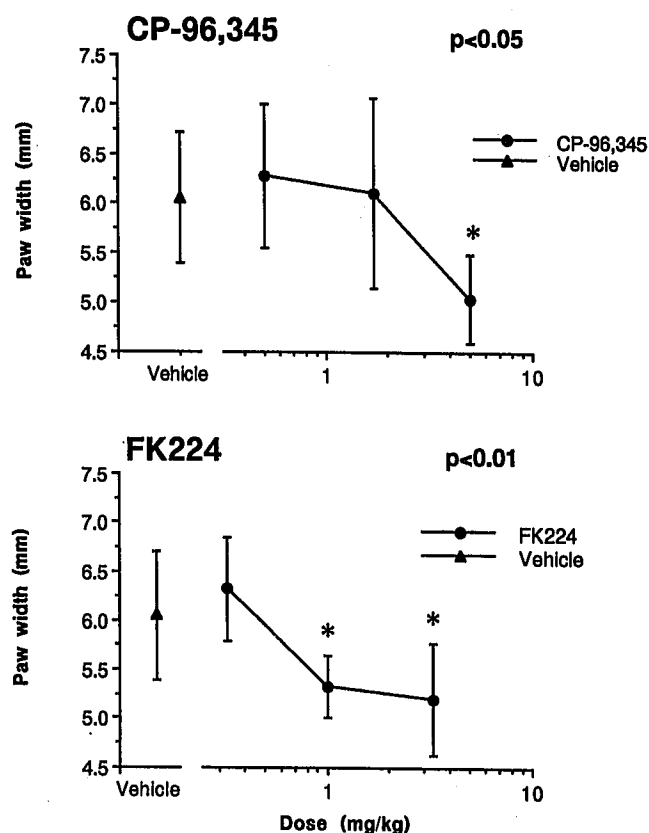 CP-96,345
p<0.05
7.5
7.0
6.5
6.0
5.5
5.0
4.5
Paw width (mm)
CP-96,345
Vehicle
*
Vehicle
1
10
FK224
p<0.01
7.5
7.0
6.5
6.0
5.5
5.0
4.5
Paw width (mm)
FK224
Vehicle
*
*
Vehicle
1
10
Dose (mg/kg)